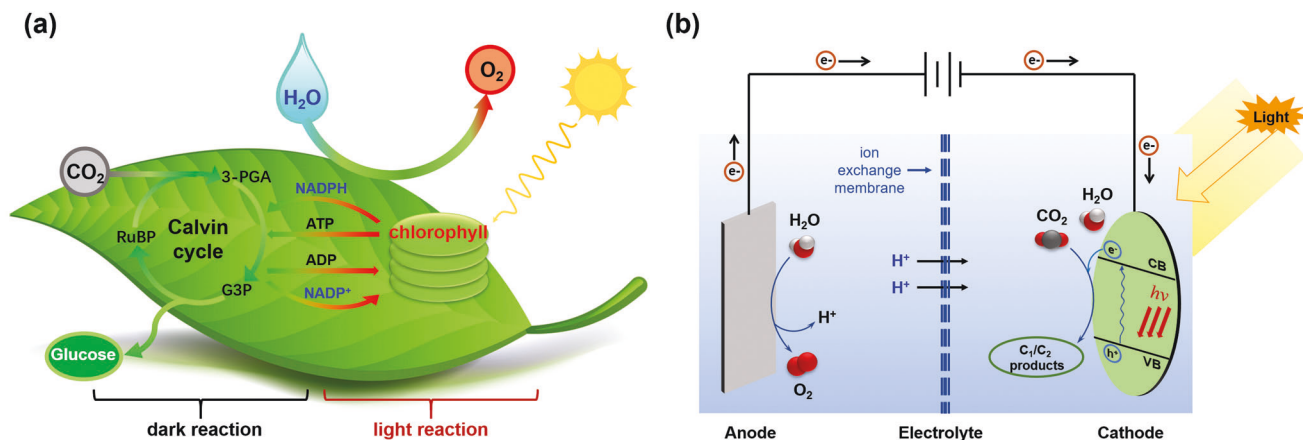 (a)
H₂O
O₂
CO₂
3-PGA
NADPH
RuBP
Calvin
cycle
ATP
chlorophyll
ADP
G3P
NADP⁺
Glucose
dark reaction
light reaction
(b)
e-
e-
e-
e-
Light
ion
exchange
membrane
H₂O
CO₂
H₂O
e-
CB
H⁺
H⁺
hν
H⁺
C₁/C₂
products
h⁺
VB
O₂
Anode
Electrolyte
Cathode